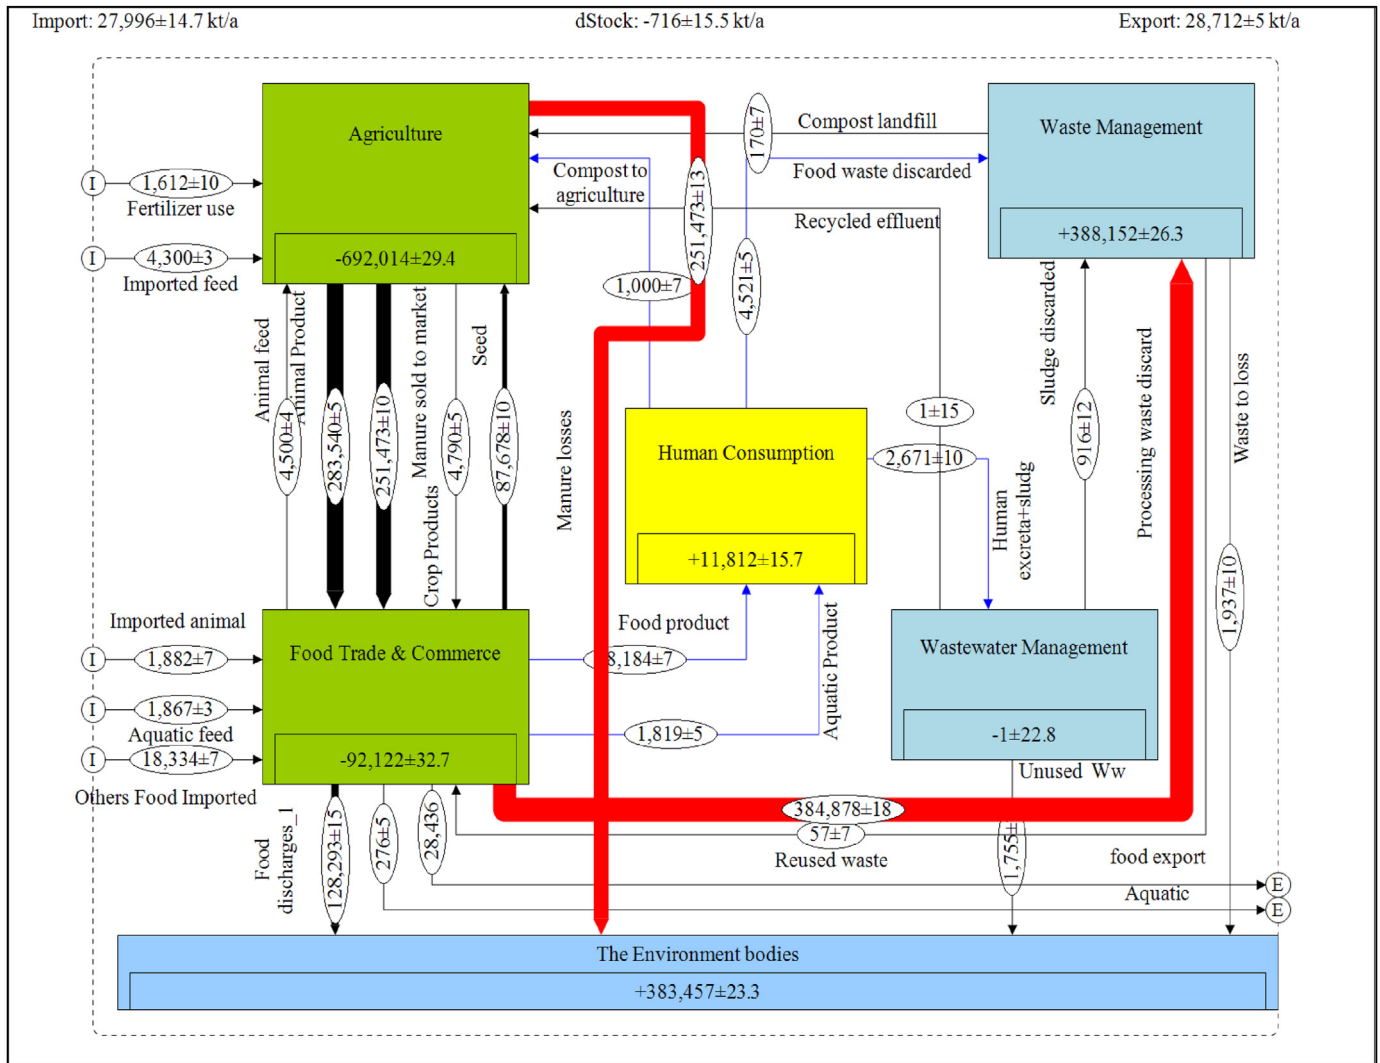 Import: 27,996±14.7 kt/a
dStock: -716±15.5 kt/a
Export: 28,712±5 kt/a
Agriculture
-692,014±29.4
Waste Management
+388,152±26.3
I
1,612±10
Fertilizer use
I
4,300±3
Imported feed
170±7
Compost landfill
Compost to
agriculture
251,473±13
Food waste discarded
Recycled effluent
1,000±7
4,521±5
Animal feed
4,500±4
Animal Product
283,540±5
251,473±10
Manure sold to market
4,790±5
Crop Products
Seed
87,678±10
Manure losses
Human Consumption
+11,812±15.7
1±15
2,671±10
Human
excreta+sludg
Sludge discarded
916±12
Processing waste discard
Waste to loss
1,937±10
Imported animal
I
1,882±7
I
1,867±3
Aquatic feed
I
18,334±7
Others Food Imported
Food Trade & Commerce
-92,122±32.7
Food product
8,184±7
1,819±5
Aquatic Product
Wastewater Management
-1±22.8
Unused Ww
384,878±18
57±7
Reused waste
1,755±
Food
discharges_1
128,293±15
276±5
28,436
food export
E
Aquatic
E
The Environment bodies
+383,457±23.3